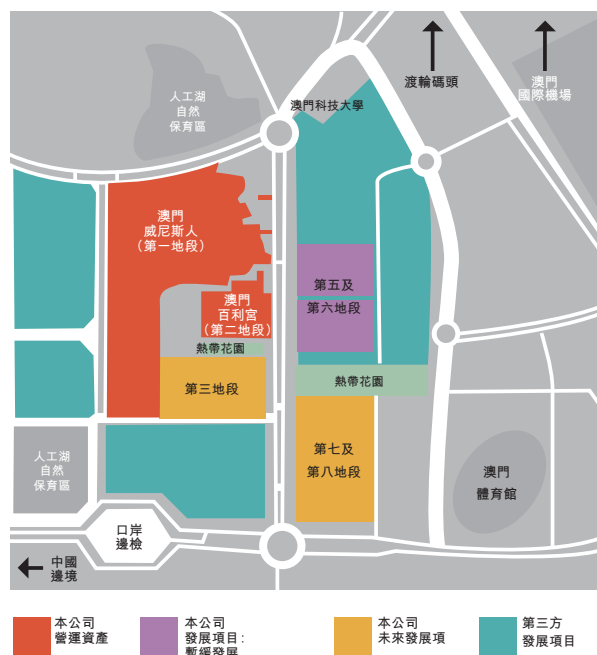 渡輪碼頭
澳門
國際機場
人工湖
自然
保育區
澳門科技大學
澳門
威尼斯人
（第一地段）
澳門
百利宮
（第二地段）
第五及
第六地段
熱帶花園
第三地段
熱帶花園
第七及
第八地段
人工湖
自然
保育區
澳門
體育館
口岸
邊檢
中國
邊境
本公司
營運資產
本公司
發展項目：
暫緩發展
本公司
未來發展項
第三方
發展項目